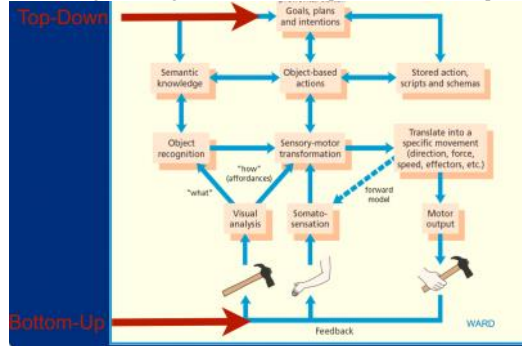 Top-Down
Goals, plans
and intentions
Semantic
knowledge
Object-based
actions
Stored action,
scripts and schemas
Object
recognition
Sensory-motor
transformation
Translate into a
specific movement
(direction, force,
speed, effectors, etc.)
"how"
(affordances)
"what"
forward
model
Visual
analysis
Somato-
sensation
Motor
output
Bottom-Up
Feedback
WARD